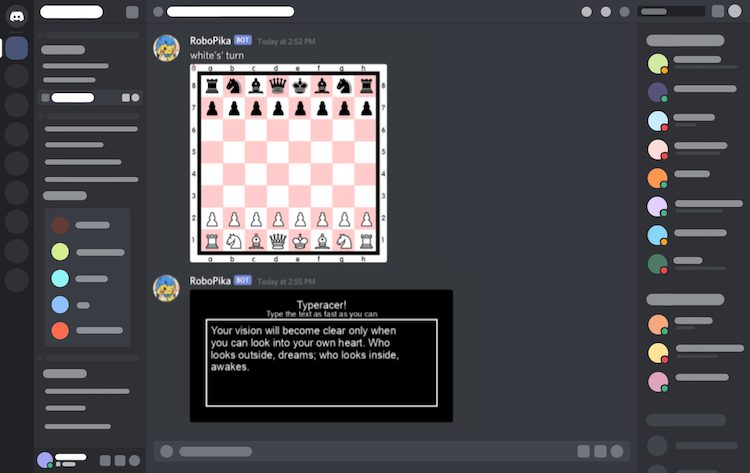 RoboPika BOT Today at 2:52 PM
white's' turn
a b c d e f g h
8 8
7 7
6 6
5 5
4 4
3 3
2 2
1 1
a b c d e f g h
RoboPika BOT Today at 2:55 PM
Typeracer!
Type the text as fast as you can
Your vision will become clear only when
you can look into your own heart. Who
looks outside, dreams; who looks inside,
awakes.